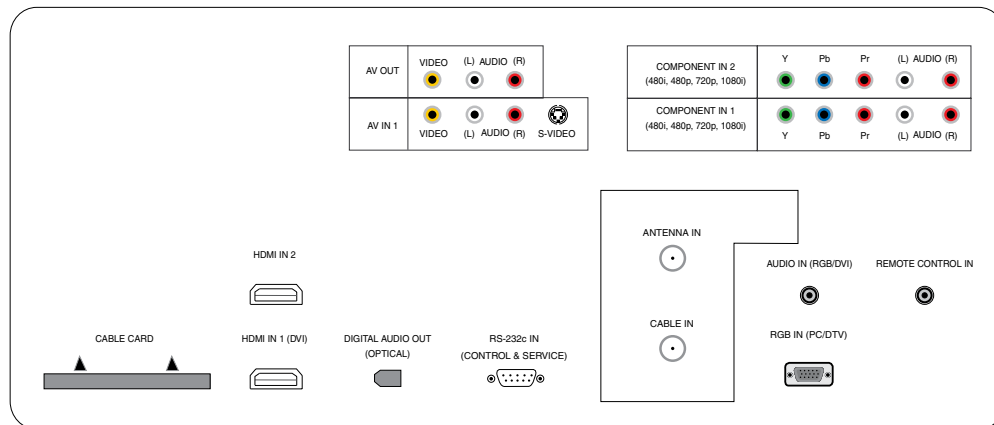 AV OUT
VIDEO (L) AUDIO (R)
AV IN 1
VIDEO (L) AUDIO (R) S-VIDEO
COMPONENT IN 2
(480i, 480p, 720p, 1080i)
Y Pb Pr (L) AUDIO (R)
COMPONENT IN 1
(480i, 480p, 720p, 1080i)
Y Pb Pr (L) AUDIO (R)
ANTENNA IN
HDMI IN 2
AUDIO IN (RGB/DVI)
REMOTE CONTROL IN
CABLE IN
CABLE CARD
HDMI IN 1 (DVI)
DIGITAL AUDIO OUT
(OPTICAL)
RS-232c IN
(CONTROL & SERVICE)
RGB IN (PC/DTV)